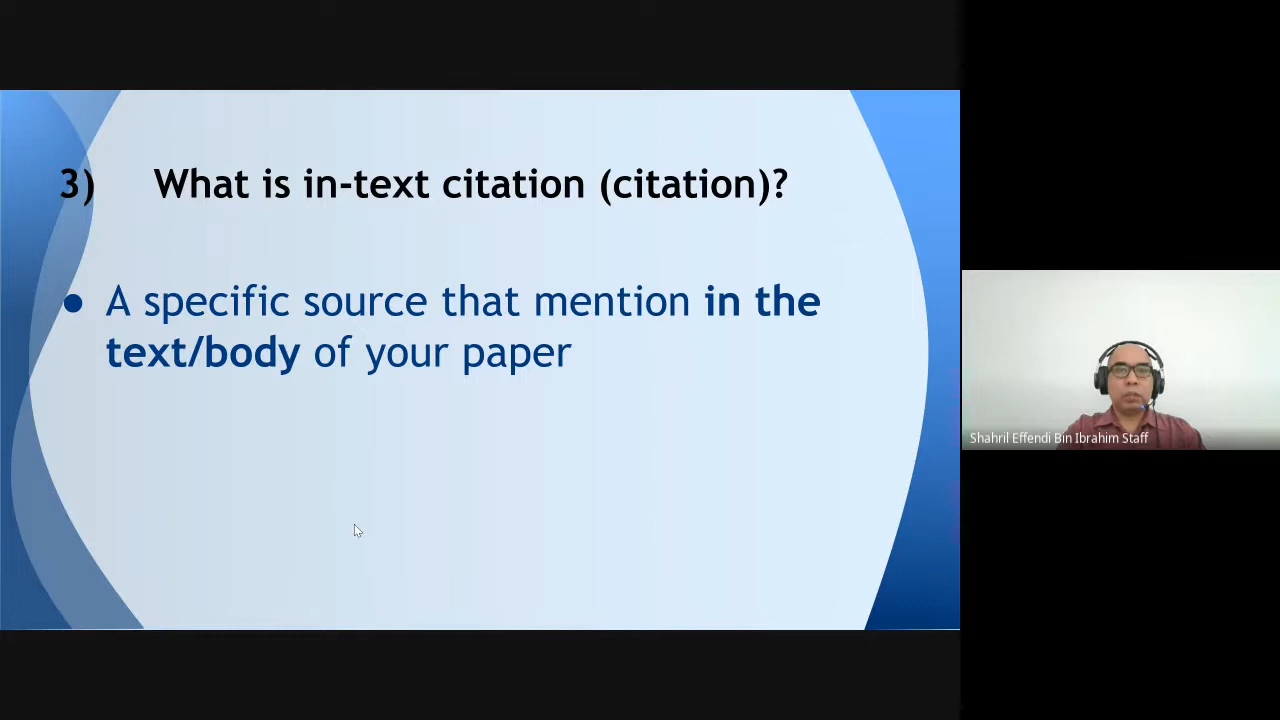 3) What is in-text citation (citation)?
● A specific source that mention in the
text/body of your paper
Shahril Effendi Bin Ibrahim Staff